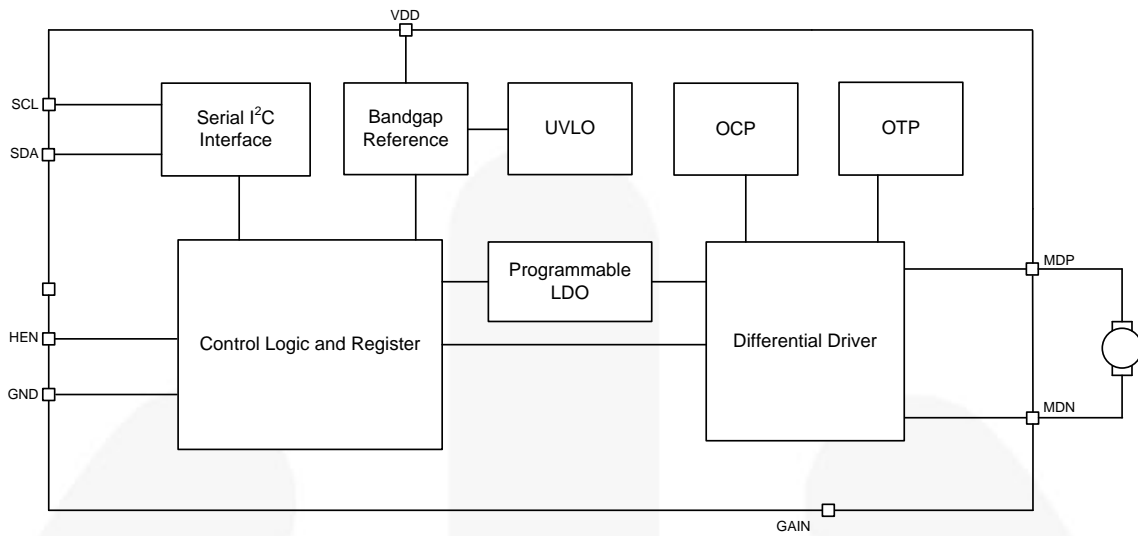 VDD
SCL
SDA
Serial I²C
Interface
Bandgap
Reference
UVLO
OCP
OTP
Programmable
LDO
MDP
HEN
Control Logic and Register
Differential Driver
GND
MDN
GAIN